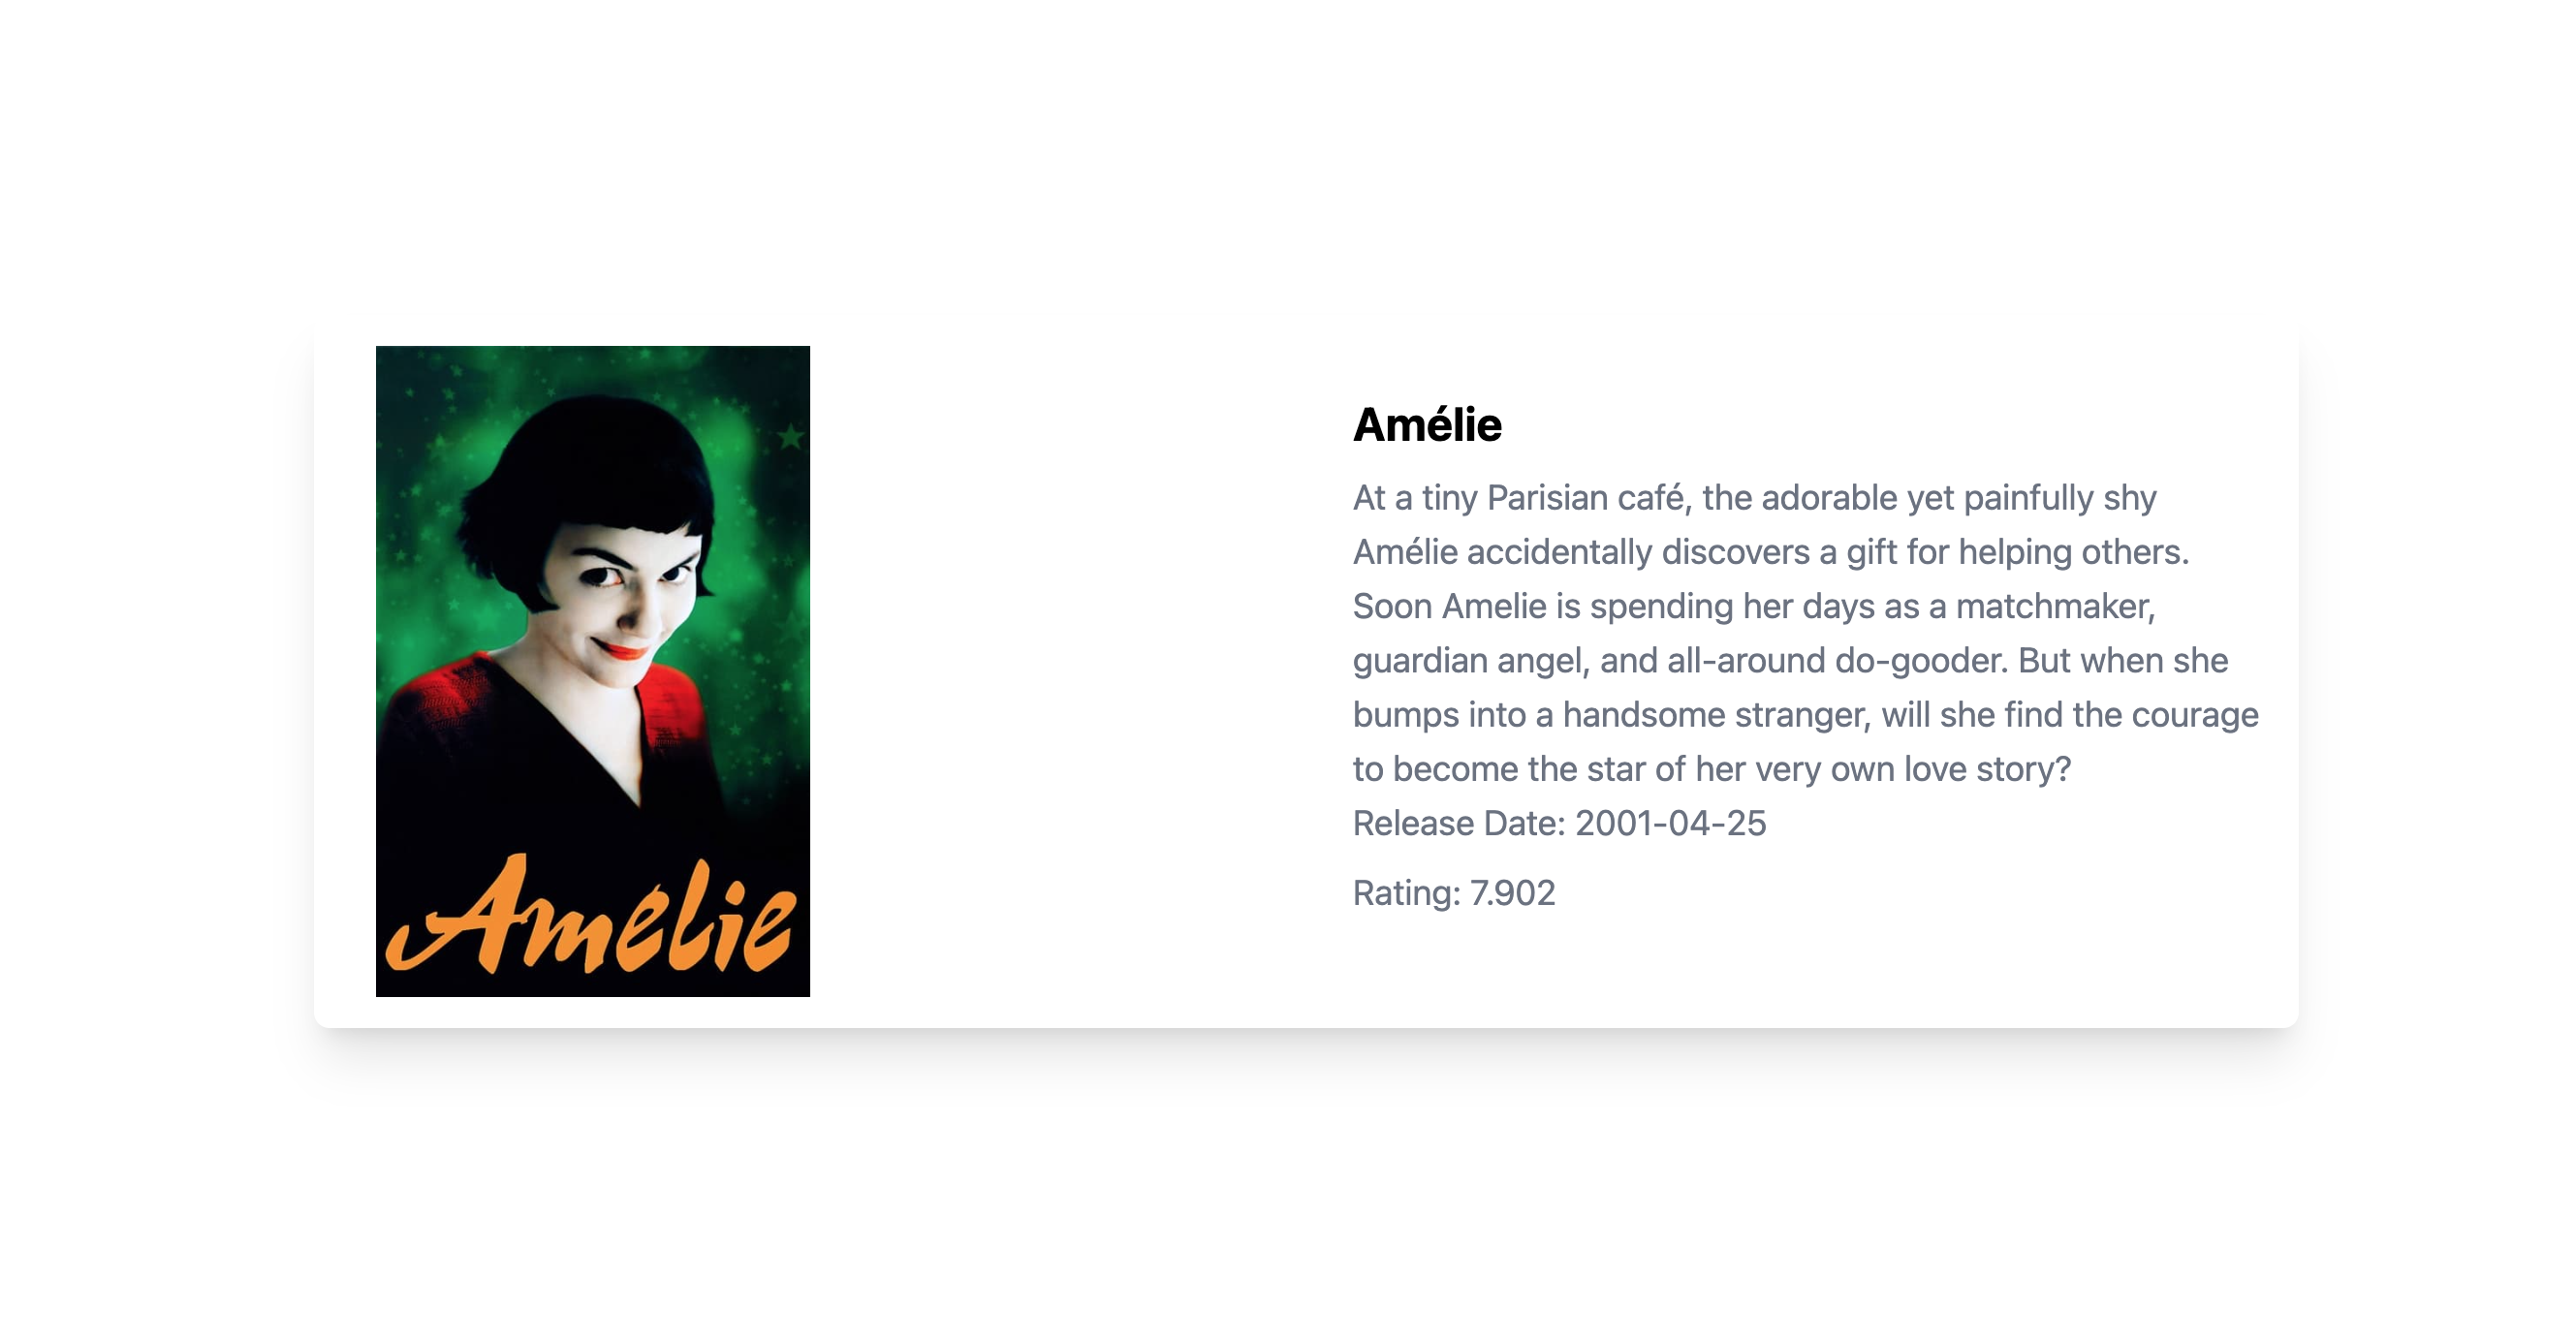 Amélie
Amélie
At a tiny Parisian café, the adorable yet painfully shy
Amélie accidentally discovers a gift for helping others.
Soon Amelie is spending her days as a matchmaker,
guardian angel, and all-around do-gooder. But when she
bumps into a handsome stranger, will she find the courage
to become the star of her very own love story?
Release Date: 2001-04-25
Rating: 7.902